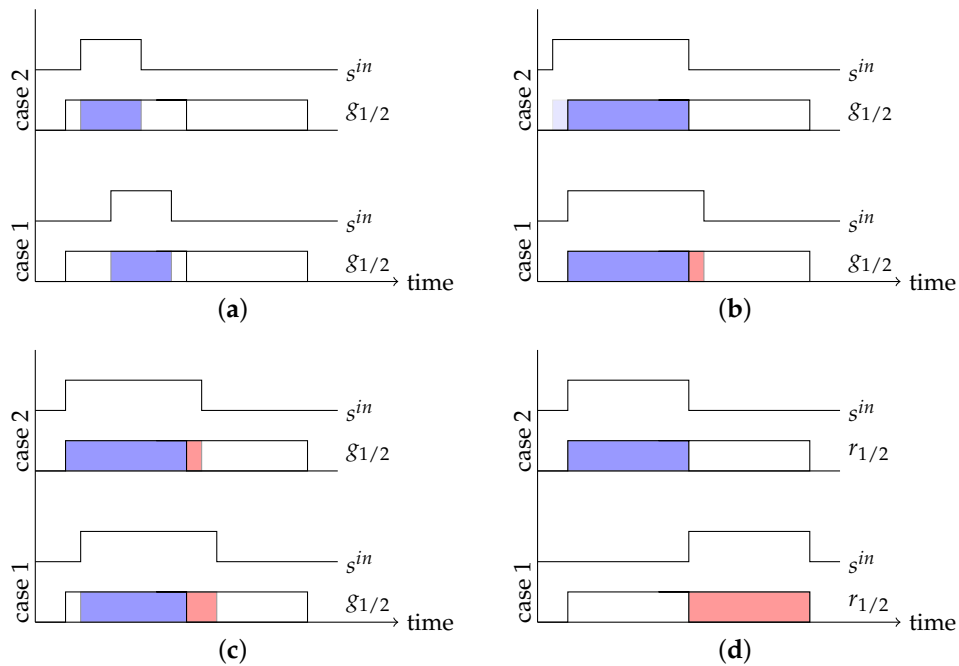 case 2
s^in
g_1/2
case 1
s^in
g_1/2
time
(a)
case 2
s^in
g_1/2
case 1
s^in
g_1/2
time
(b)
case 2
s^in
g_1/2
case 1
s^in
g_1/2
time
(c)
case 2
s^in
r_1/2
case 1
s^in
r_1/2
time
(d)